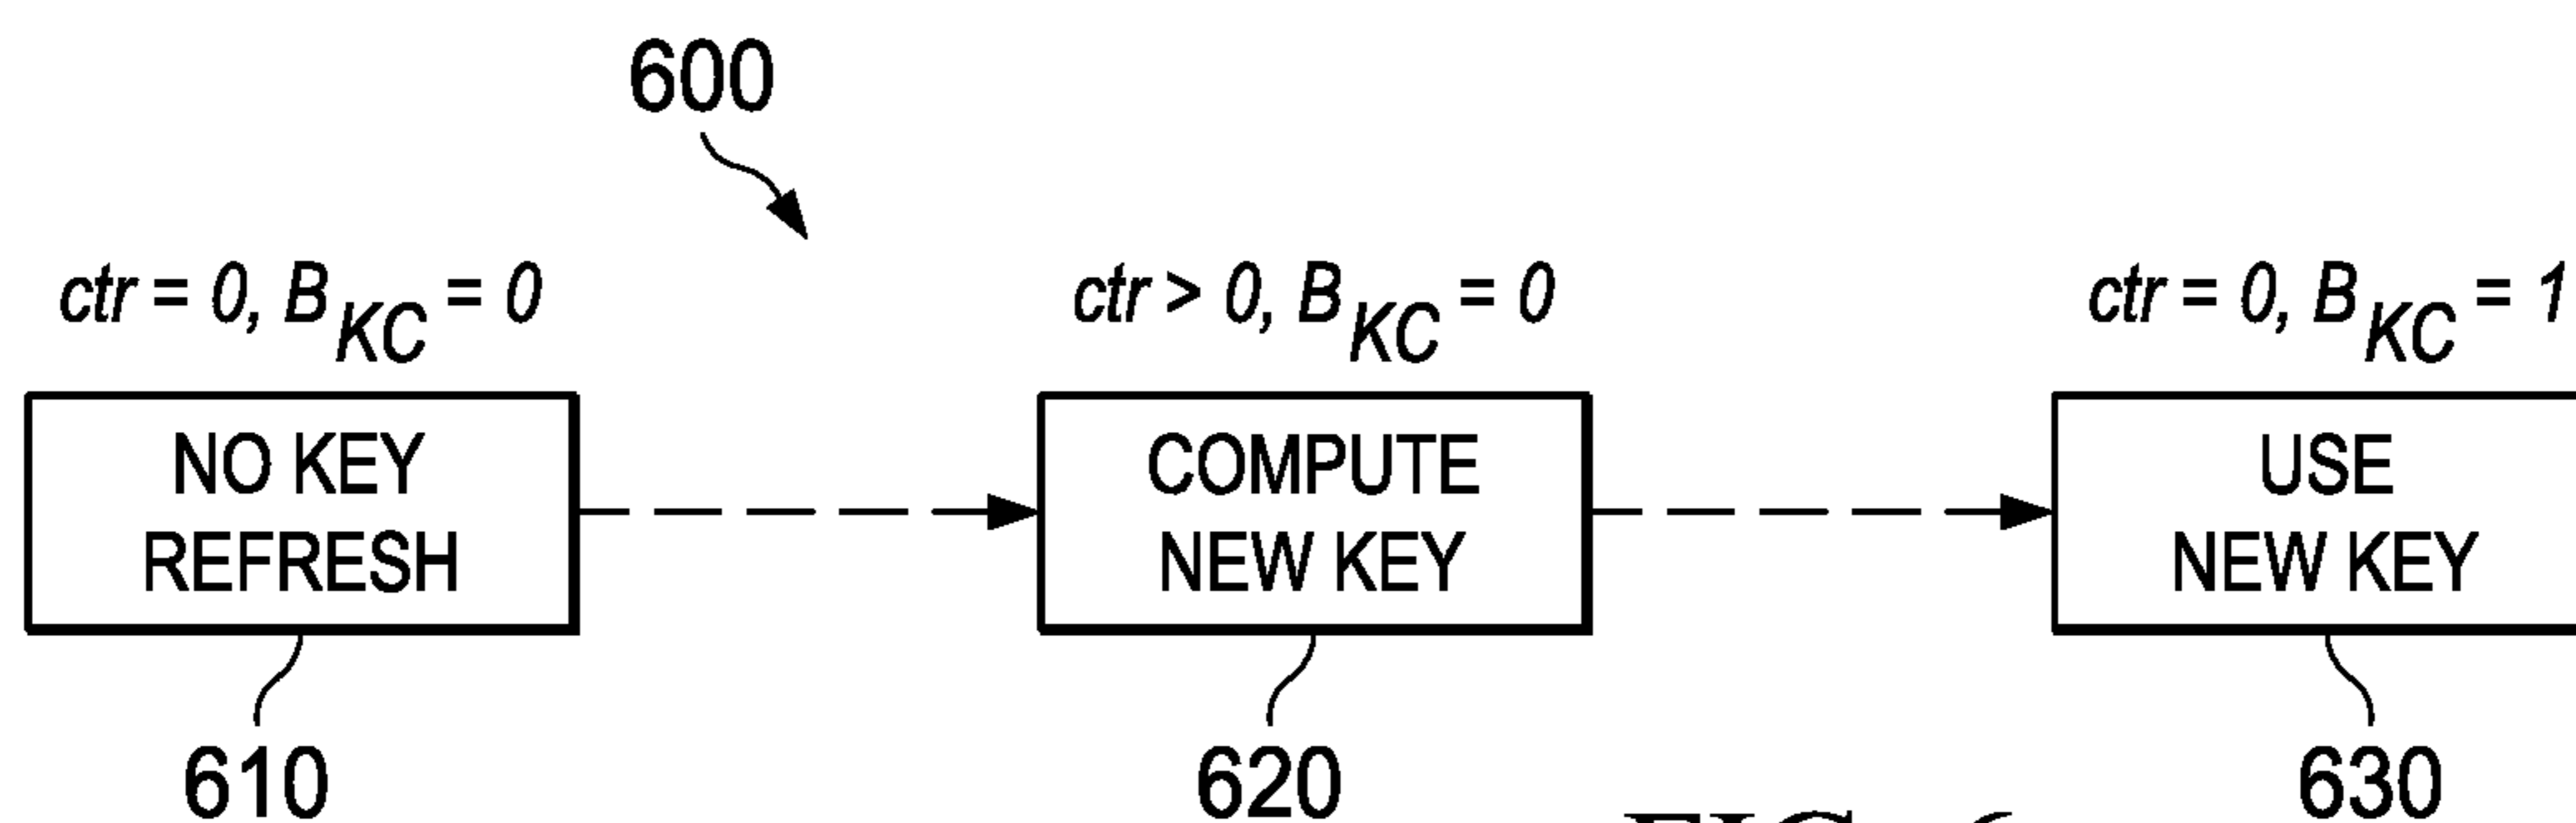 600
ctr = 0, B_KC = 0
ctr > 0, B_KC = 0
ctr = 0, B_KC = 1
NO KEY
REFRESH
COMPUTE
NEW KEY
USE
NEW KEY
610
620
630